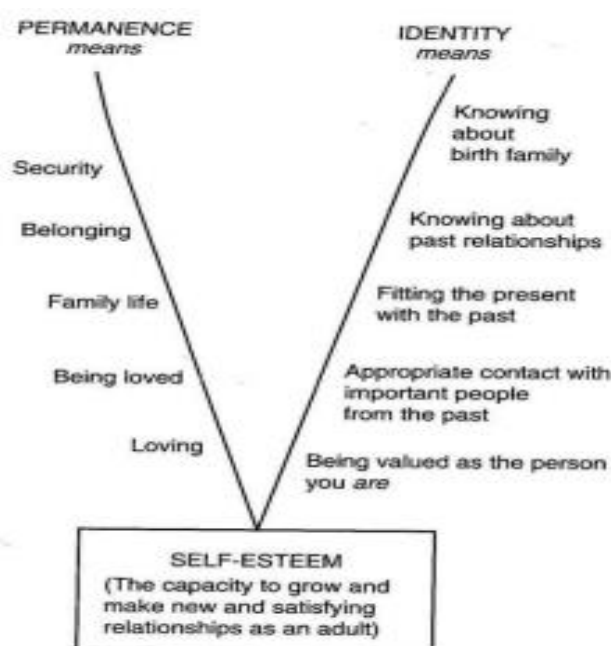 PERMANENCE
means
Security
Belonging
Family life
Being loved
Loving
IDENTITY
means
Knowing
about
birth family
Knowing about
past relationships
Fitting the present
with the past
Appropriate contact with
important people
from the past
Being valued as the person
you are
SELF-ESTEEM
(The capacity to grow and
make new and satisfying
relationships as an adult)